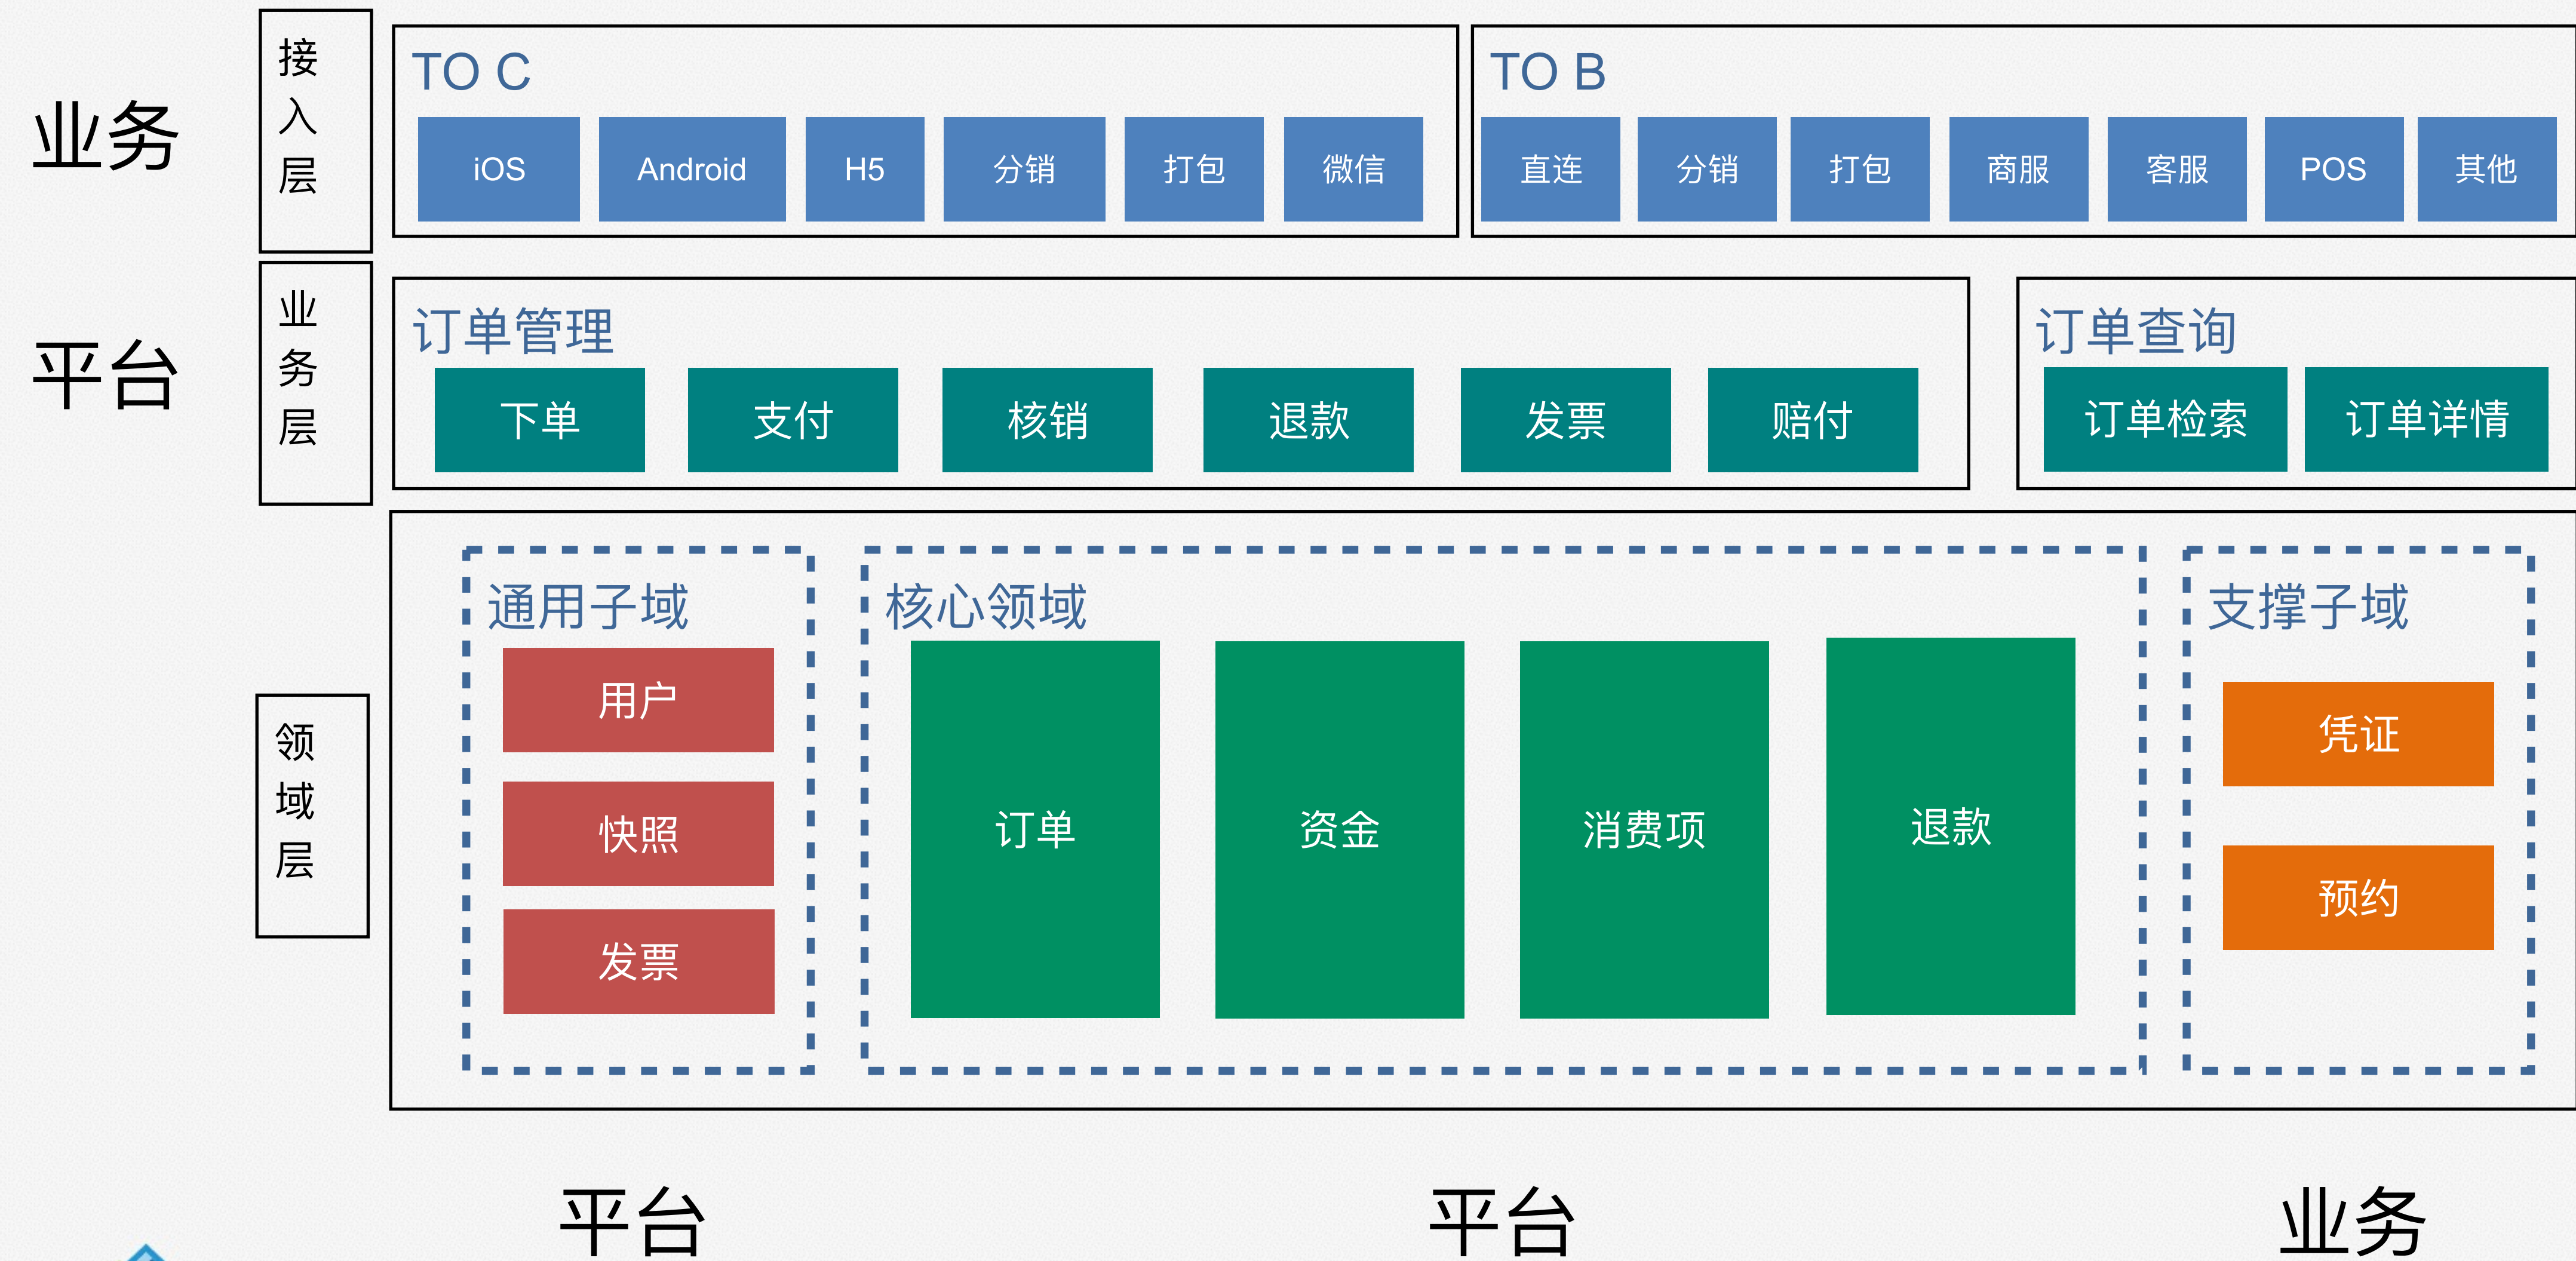 业务
接入层
TO C
iOS
Android
H5
分销
打包
微信
TO B
直连
分销
打包
商服
客服
POS
其他
平台
业务层
订单管理
下单
支付
核销
退款
发票
赔付
订单查询
订单检索
订单详情
领域层
通用子域
用户
快照
发票
核心领域
订单
资金
消费项
退款
支撑子域
凭证
预约
平台
平台
业务